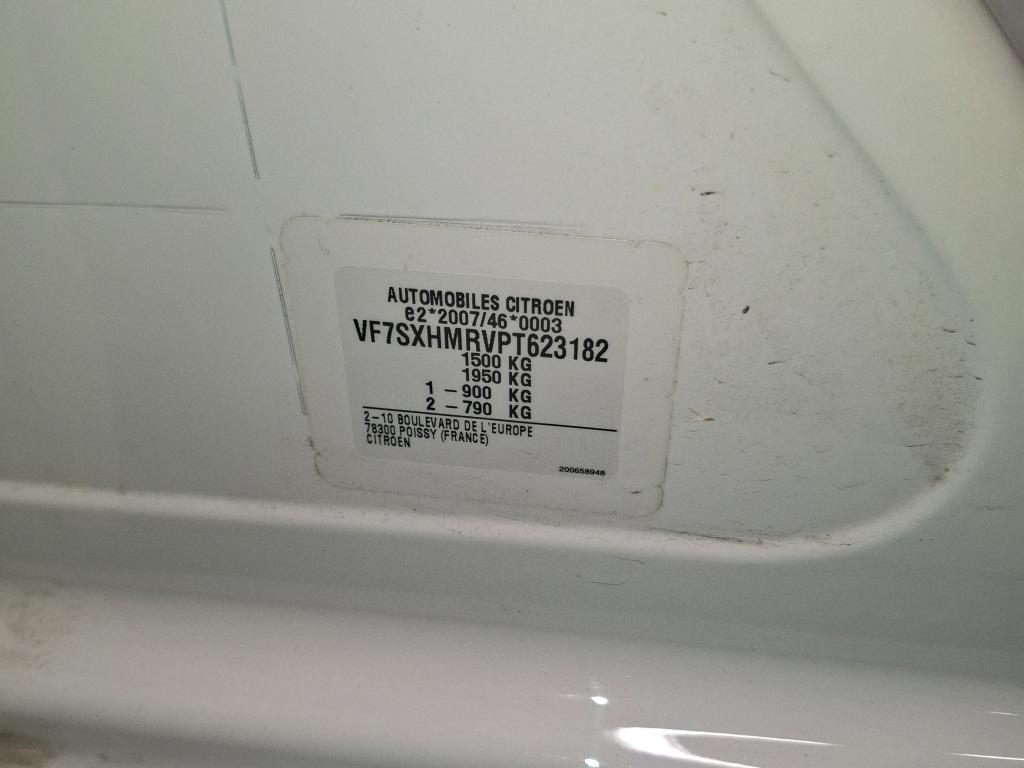 AUTOMOBILES CITROEN
e2*2007/46*0003
VF7SXHMRVPT623182
1500 KG
1950 KG
1 – 900 KG
2 – 790 KG
2–10 BOULEVARD DE L'EUROPE
78300 POISSY (FRANCE)
CITROEN
200658948